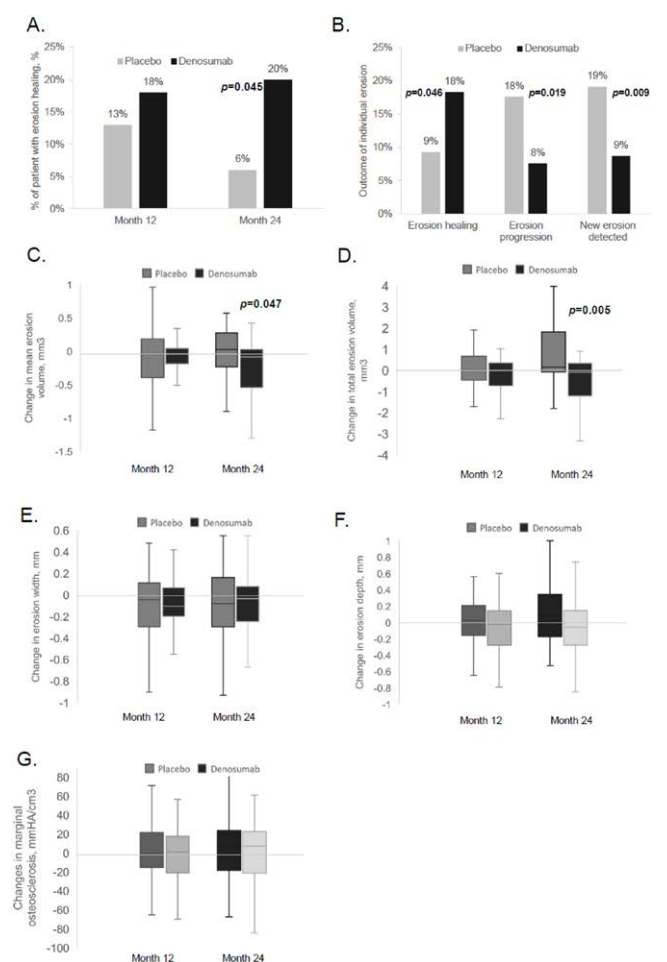 A.
Placebo Denosumab
% of patient with erosion healing, %
25%
20%
15%
10%
5%
0%
13%
18%
6%
20%
p=0.045
Month 12
Month 24
B.
Placebo Denosumab
Outcome of individual erosion
25%
20%
15%
10%
5%
0%
p=0.046
9%
18%
18%
p=0.019
8%
19%
p=0.009
9%
Erosion healing
Erosion
progression
New erosion
detected
C.
Placebo Denosumab
Change in mean erosion
volume, mm3
1
0.5
0
-0.5
-1
-1.5
p=0.047
Month 12
Month 24
D.
Placebo Denosumab
Change in total erosion volume,
mm3
4
3
2
1
0
-1
-2
-3
-4
p=0.005
Month 12
Month 24
E.
Placebo Denosumab
Change in erosion width, mm
0.6
0.4
0.2
0
-0.2
-0.4
-0.6
-0.8
-1
Month 12
Month 24
F.
Placebo Denosumab
Change in erosion depth, mm
1
0.8
0.6
0.4
0.2
0
-0.2
-0.4
-0.6
-0.8
-1
Month 12
Month 24
G.
Placebo Denosumab
Changes in marginal
osteosclerosis, mmHA/cm3
80
60
40
20
0
-20
-40
-60
-80
-100
Month 12
Month 24